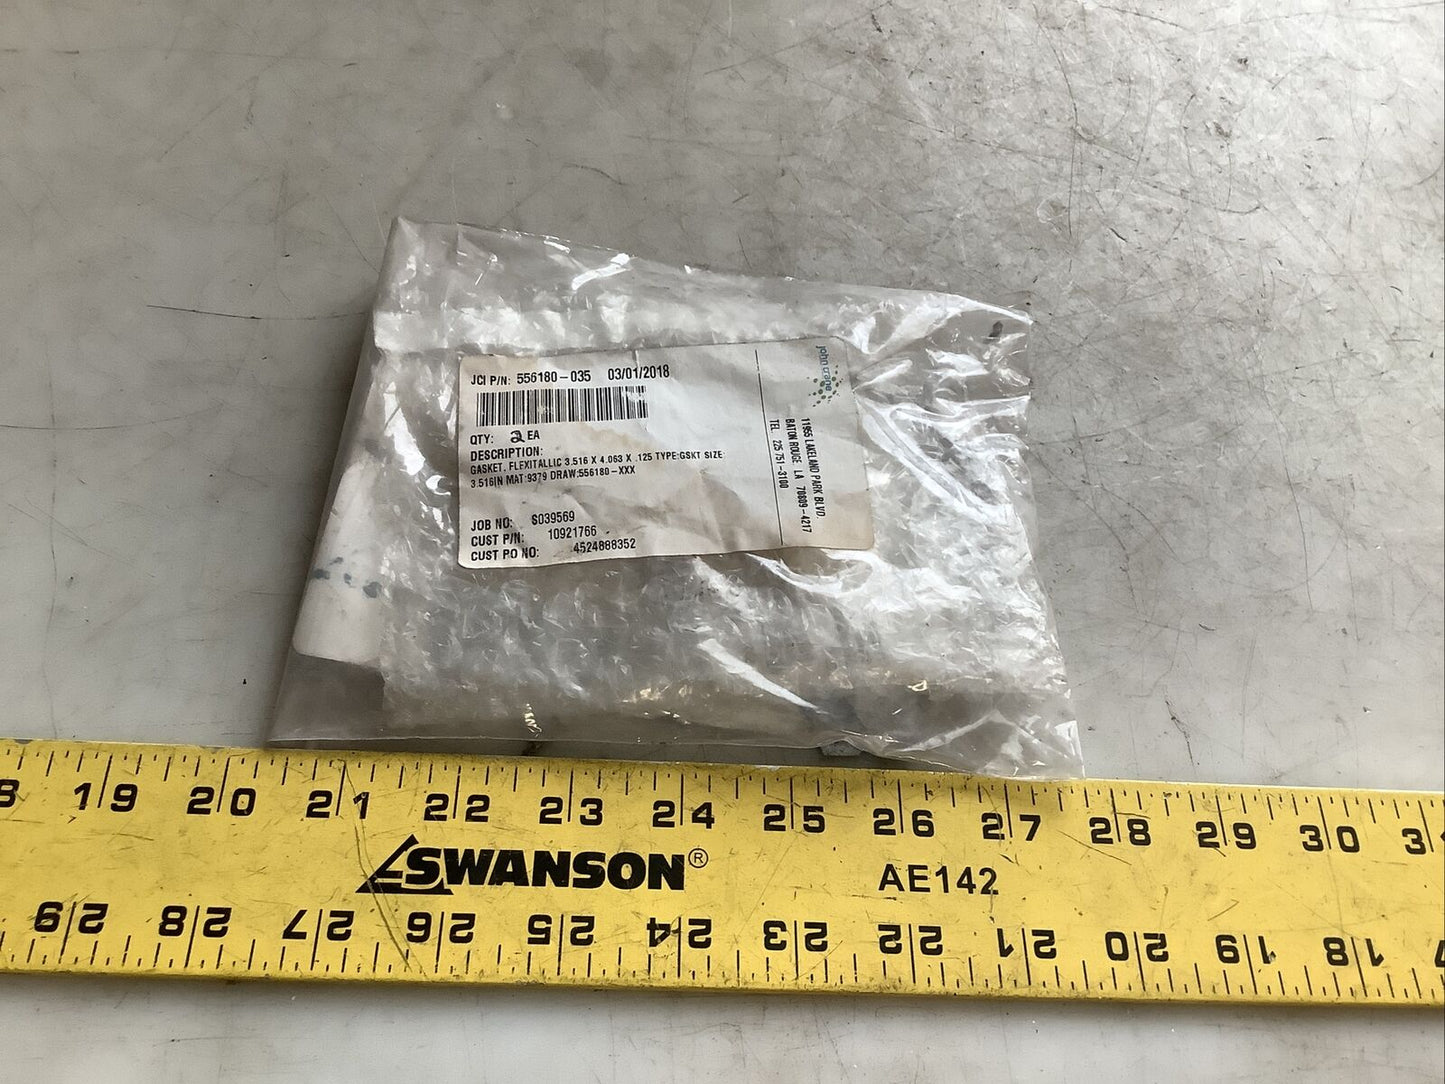 JCI P/N: 556180-035 03/01/2018
QTY: 2 EA
DESCRIPTION:
GASKET, FLEXITALLIC 3.516 X 4.063 X .125 TYPE:GSKT SIZE:
3.516IN MAT:9379 DRAW:556180-XXX
JOB NO: S039569
CUST P/N: 10921766
CUST PO NO: 4524888352
john crane
11955 LAKELAND PARK BLVD.
BATON ROUGE LA 70809-4217
TEL. 225 751-3100
8 19 20 21 22 23 24 25 26 27 28 29 30 3
SWANSON ® AE142
29 28 27 26 25 24 23 22 21 20 19 18 7